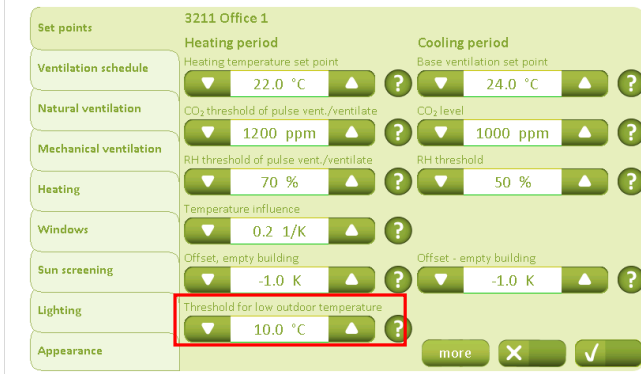 Set points
Ventilation schedule
Natural ventilation
Mechanical ventilation
Heating
Windows
Sun screening
Lighting
Appearance
3211 Office 1
Heating period
Cooling period
Heating temperature set point
Base ventilation set point
22.0 °C ?
24.0 °C ?
CO₂ threshold of pulse vent./ventilate
CO₂ level
1200 ppm ?
1000 ppm ?
RH threshold of pulse vent./ventilate
RH threshold
70 % ?
50 % ?
Temperature influence
0.2 1/K ?
Offset, empty building
Offset - empty building
-1.0 K ?
-1.0 K ?
Threshold for low outdoor temperature
10.0 °C ?
more